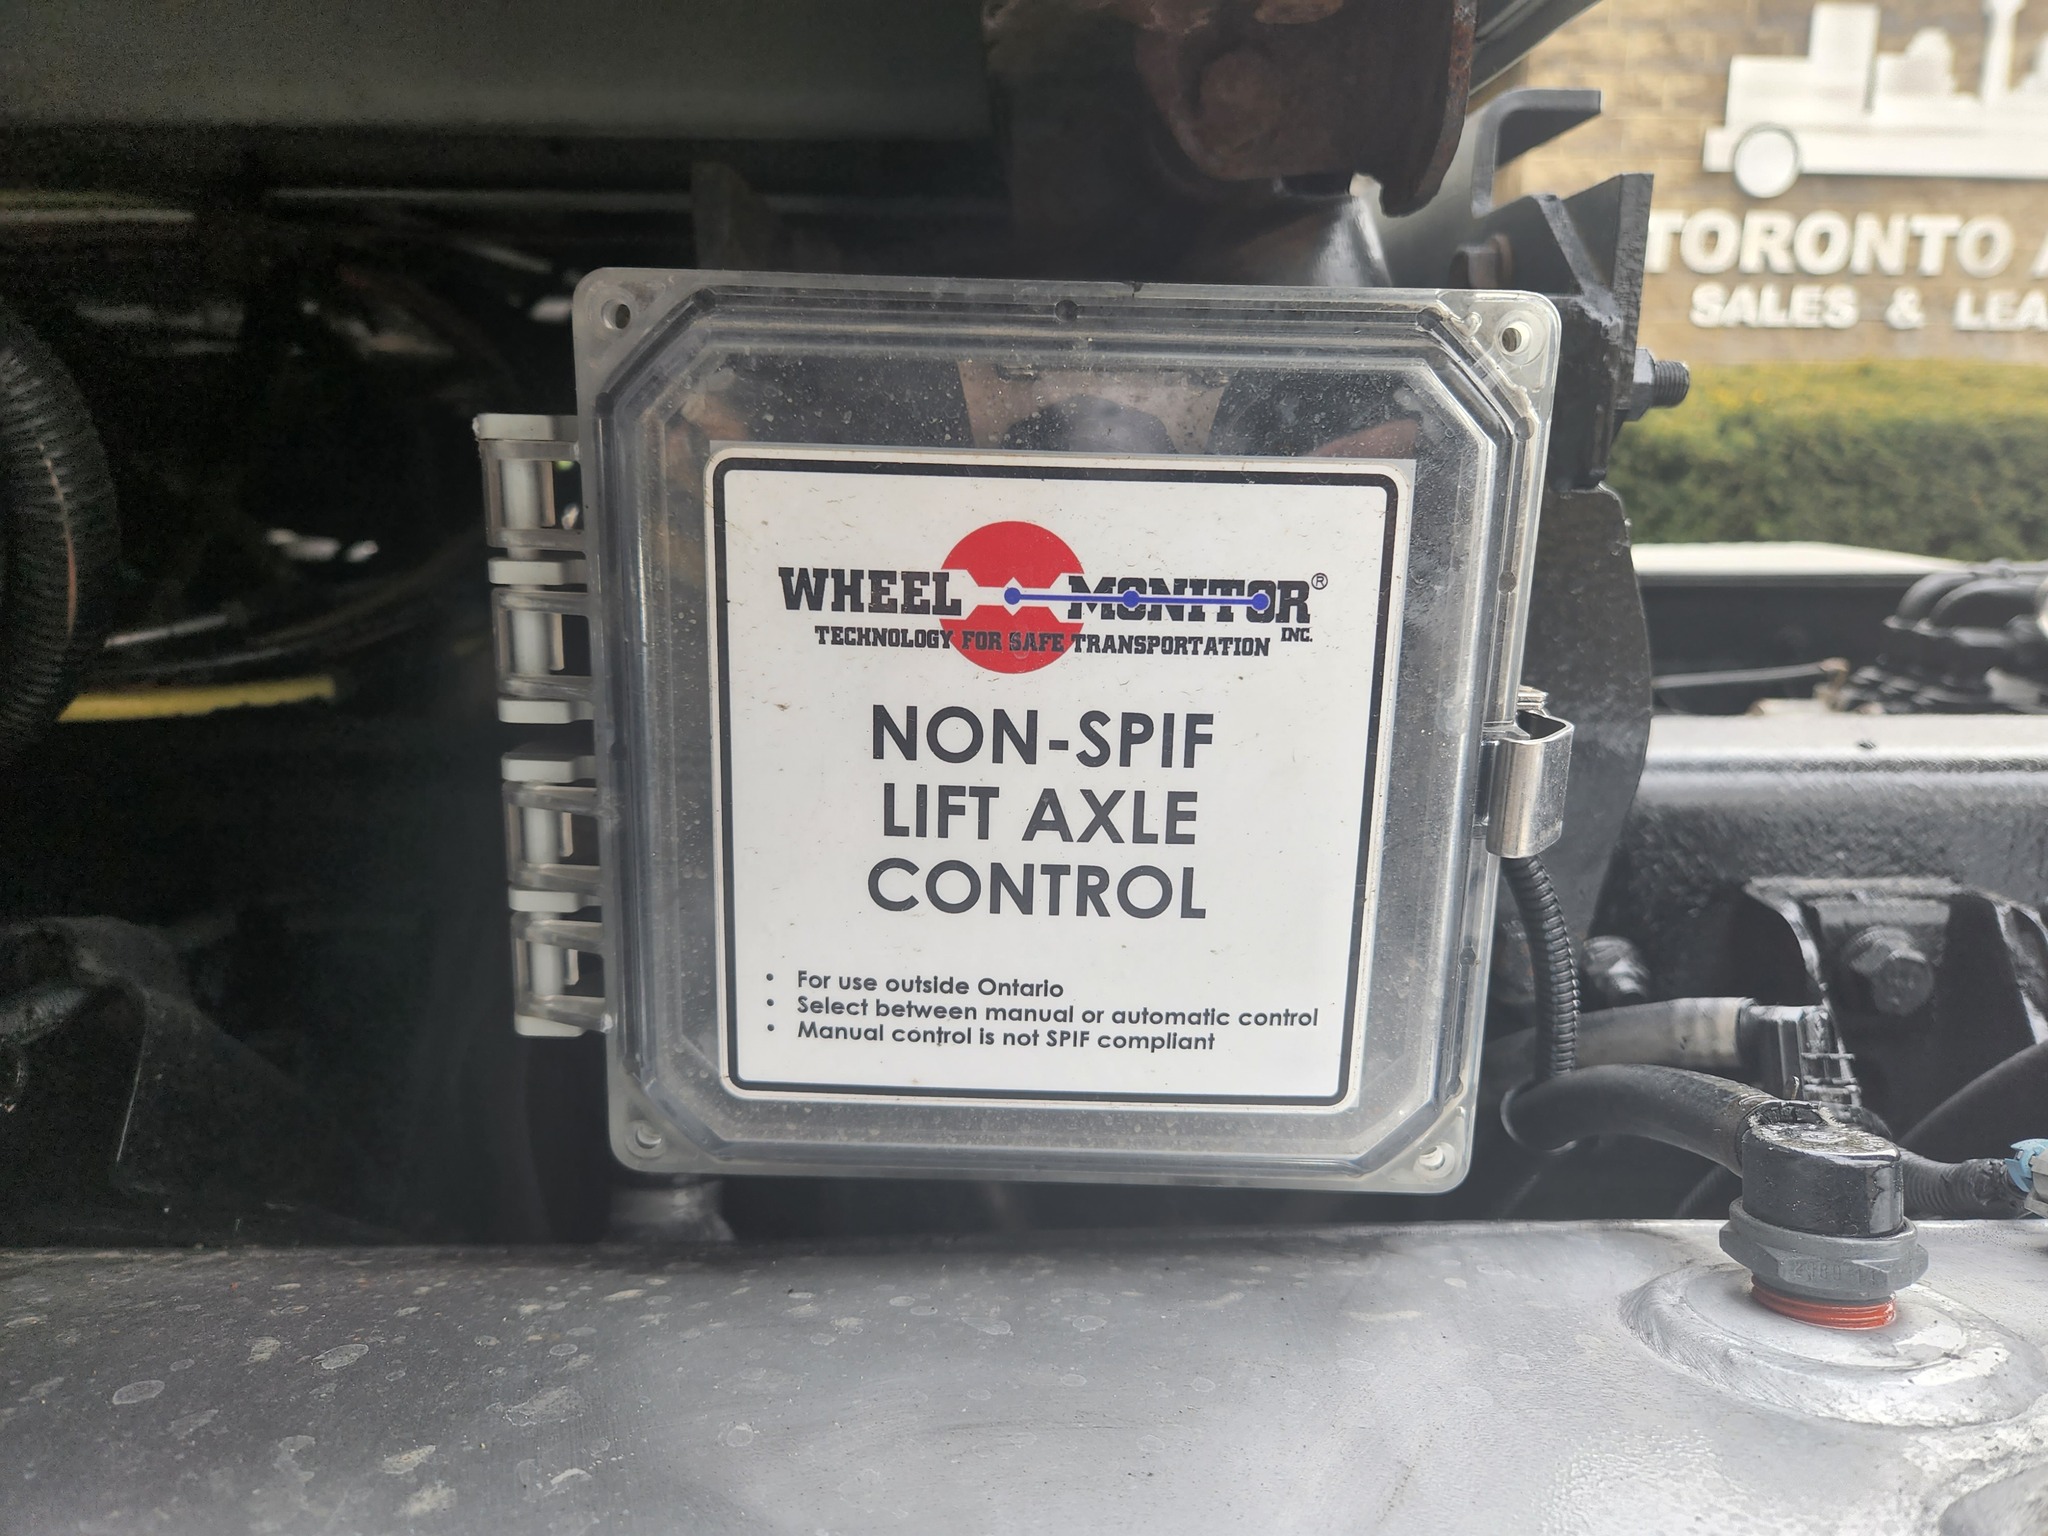 WHEEL MONITOR®
INC.
TECHNOLOGY FOR SAFE TRANSPORTATION
NON-SPIF
LIFT AXLE
CONTROL
• For use outside Ontario
• Select between manual or automatic control
• Manual control is not SPIF compliant
TORONTO
SALES &